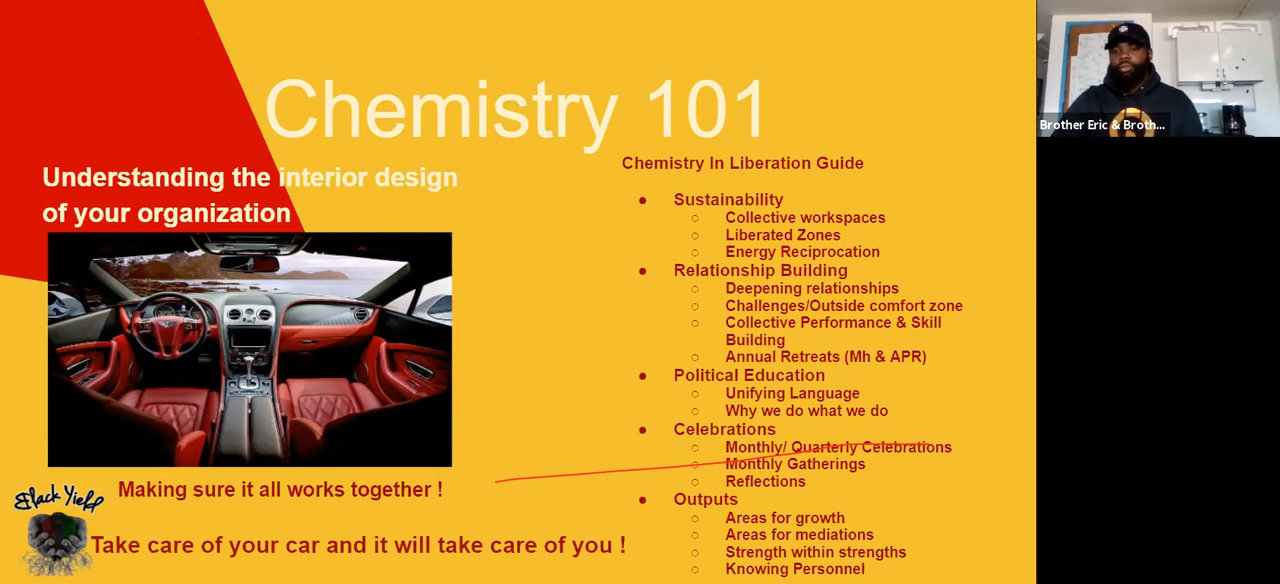 Chemistry 101
Understanding the interior design
of your organization
Making sure it all works together !
Black Yield
Take care of your car and it will take care of you !
Chemistry In Liberation Guide
● Sustainability
○ Collective workspaces
○ Liberated Zones
○ Energy Reciprocation
● Relationship Building
○ Deepening relationships
○ Challenges/Outside comfort zone
○ Collective Performance & Skill
Building
○ Annual Retreats (Mh & APR)
● Political Education
○ Unifying Language
○ Why we do what we do
● Celebrations
○ Monthly/ Quarterly Celebrations
○ Monthly Gatherings
○ Reflections
● Outputs
○ Areas for growth
○ Areas for mediations
○ Strength within strengths
○ Knowing Personnel
Brother Eric & Broth...